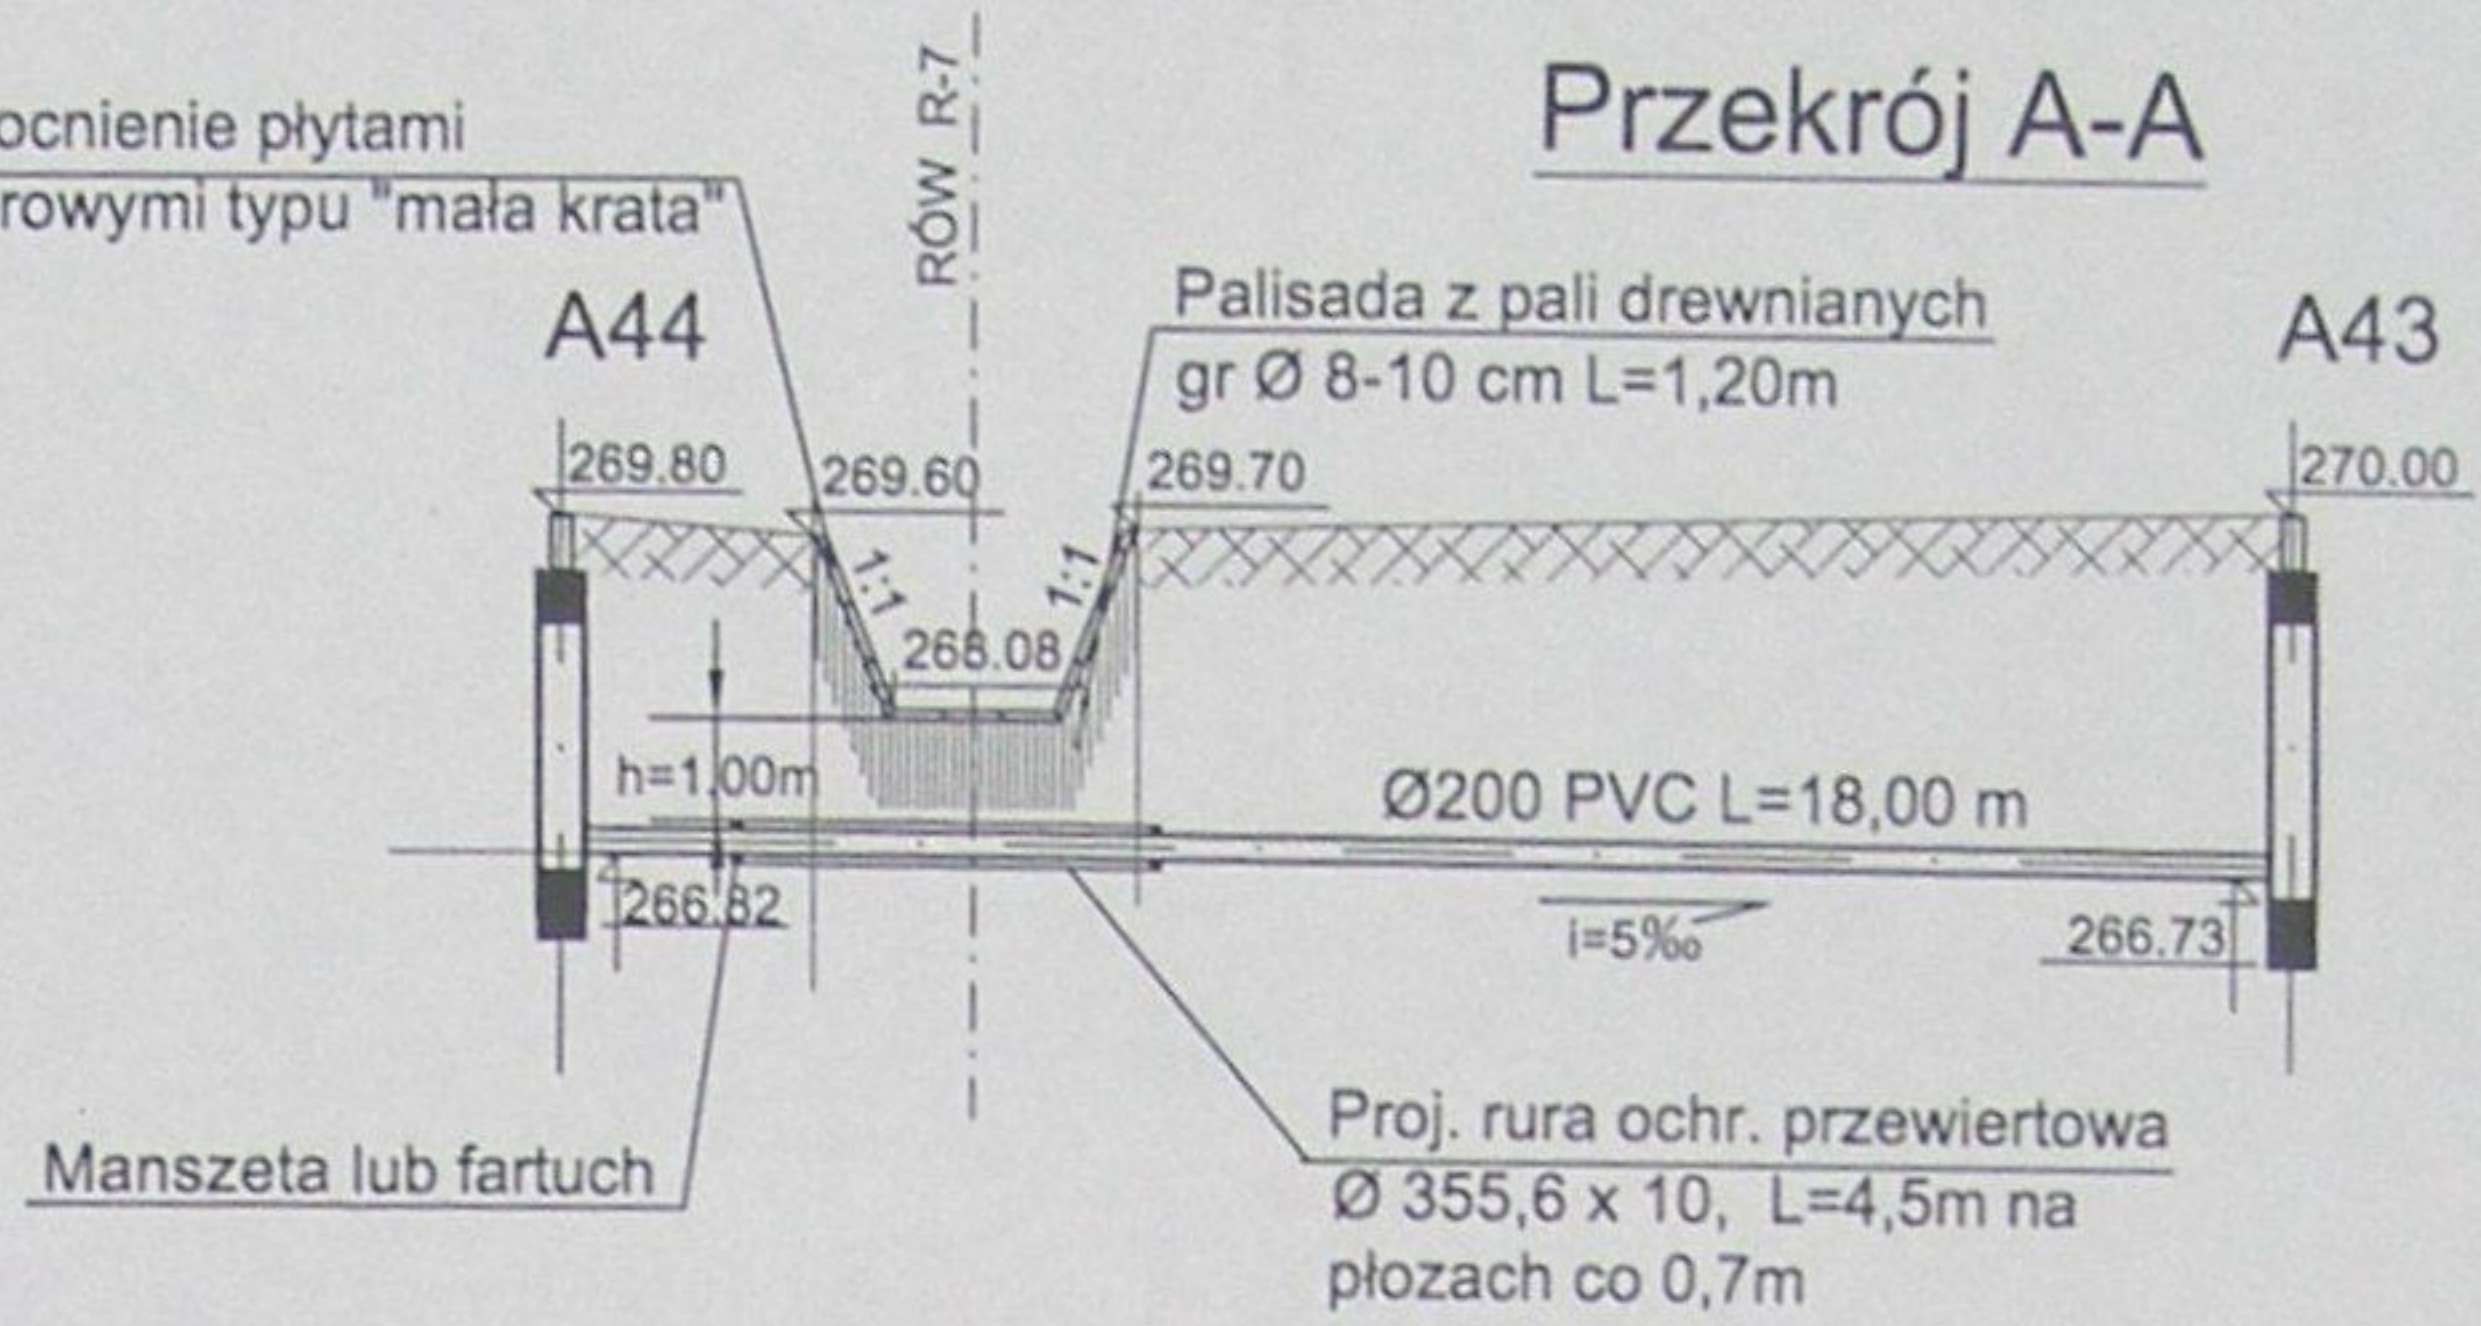 Przekrój A-A
ocnienie płytami
rowymi typu "mała krata"
RÓW R-7
Palisada z pali drewnianych
gr Ø 8-10 cm L=1,20m
A44
A43
269.80
269.60
269.70
270.00
1:1
1:1
268.08
h=1.00m
Ø200 PVC L=18,00 m
266.82
i=5‰
266.73
Manszeta lub fartuch
Proj. rura ochr. przewiertowa
Ø 355,6 x 10, L=4,5m na
płozach co 0,7m